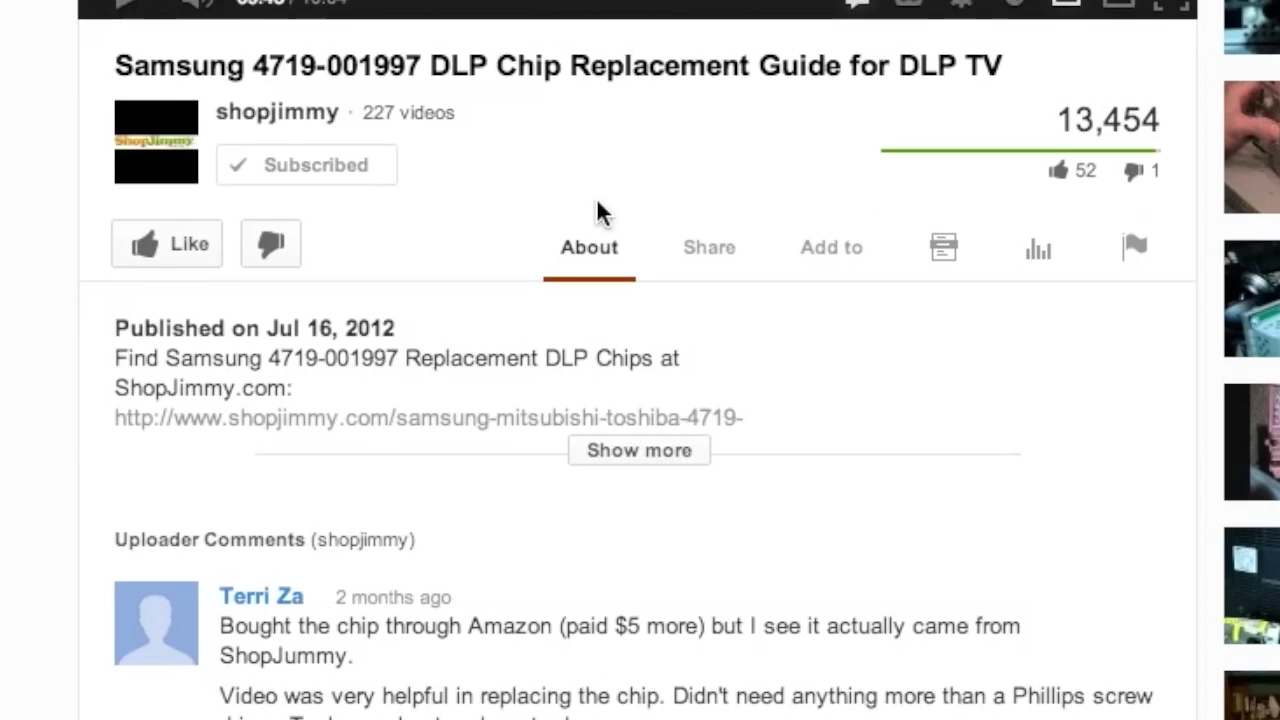 Samsung 4719-001997 DLP Chip Replacement Guide for DLP TV
ShopJimmy
shopjimmy · 227 videos
Subscribed
13,454
52 1
Like
About Share Add to
Published on Jul 16, 2012
Find Samsung 4719-001997 Replacement DLP Chips at
ShopJimmy.com:
http://www.shopjimmy.com/samsung-mitsubishi-toshiba-4719-
Show more
Uploader Comments (shopjimmy)
Terri Za 2 months ago
Bought the chip through Amazon (paid $5 more) but I see it actually came from
ShopJummy.
Video was very helpful in replacing the chip. Didn't need anything more than a Phillips screw